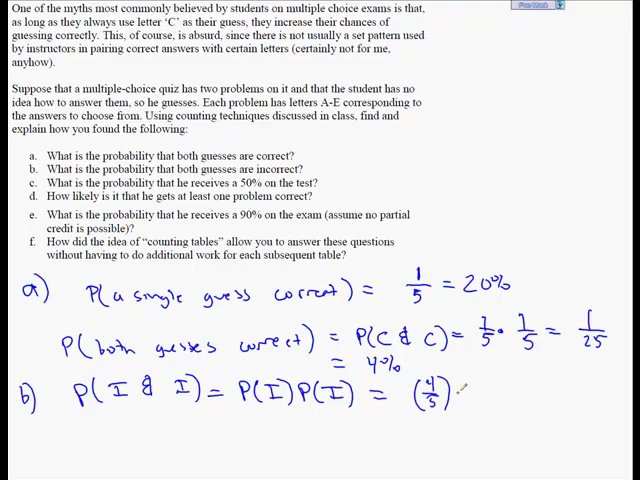 One of the myths most commonly believed by students on multiple choice exams is that,
as long as they always use letter ‘C’ as their guess, they increase their chances of
guessing correctly. This, of course, is absurd, since there is not usually a set pattern used
by instructors in pairing correct answers with certain letters (certainly not for me,
anyhow).
Suppose that a multiple-choice quiz has two problems on it and that the student has no
idea how to answer them, so he guesses. Each problem has letters A-E corresponding to
the answers to choose from. Using counting techniques discussed in class, find and
explain how you found the following:
a. What is the probability that both guesses are correct?
b. What is the probability that both guesses are incorrect?
c. What is the probability that he receives a 50% on the test?
d. How likely is it that he gets at least one problem correct?
e. What is the probability that he receives a 90% on the exam (assume no partial
credit is possible)?
f. How did the idea of “counting tables” allow you to answer these questions
without having to do additional work for each subsequent table?
a) P(a single guess correct) = 1/5 = 20%
P(both guesses correct) = P(C & C) = 1/5 · 1/5 = 1/25
= 4%
b) P(I & I) = P(I)P(I) = (4/5) ·